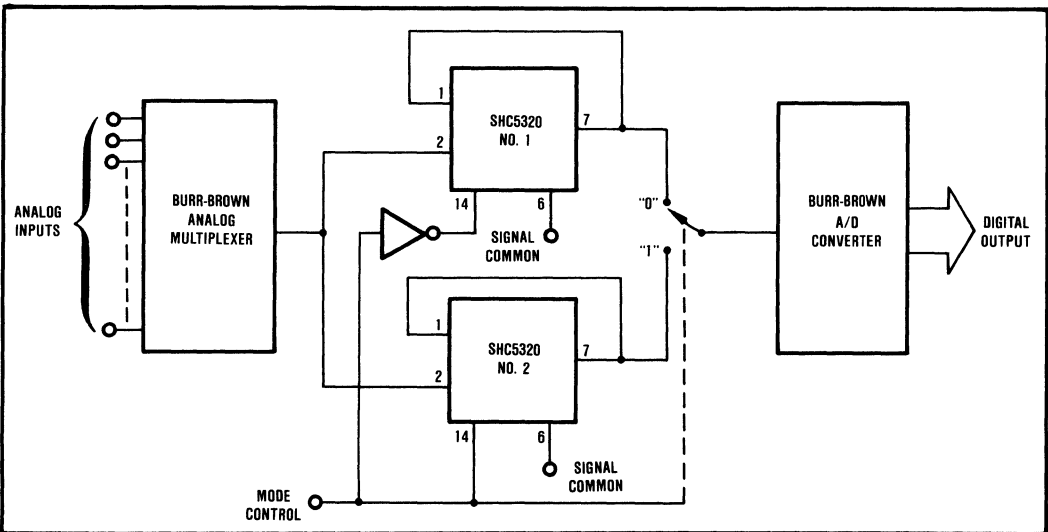 ANALOG
INPUTS
BURR-BROWN
ANALOG
MULTIPLEXER
1
2
SHC5320
NO. 1
7
14
6
SIGNAL
COMMON
1
2
SHC5320
NO. 2
7
14
6
SIGNAL
COMMON
MODE
CONTROL
"0"
"1"
BURR-BROWN
A/D
CONVERTER
DIGITAL
OUTPUT